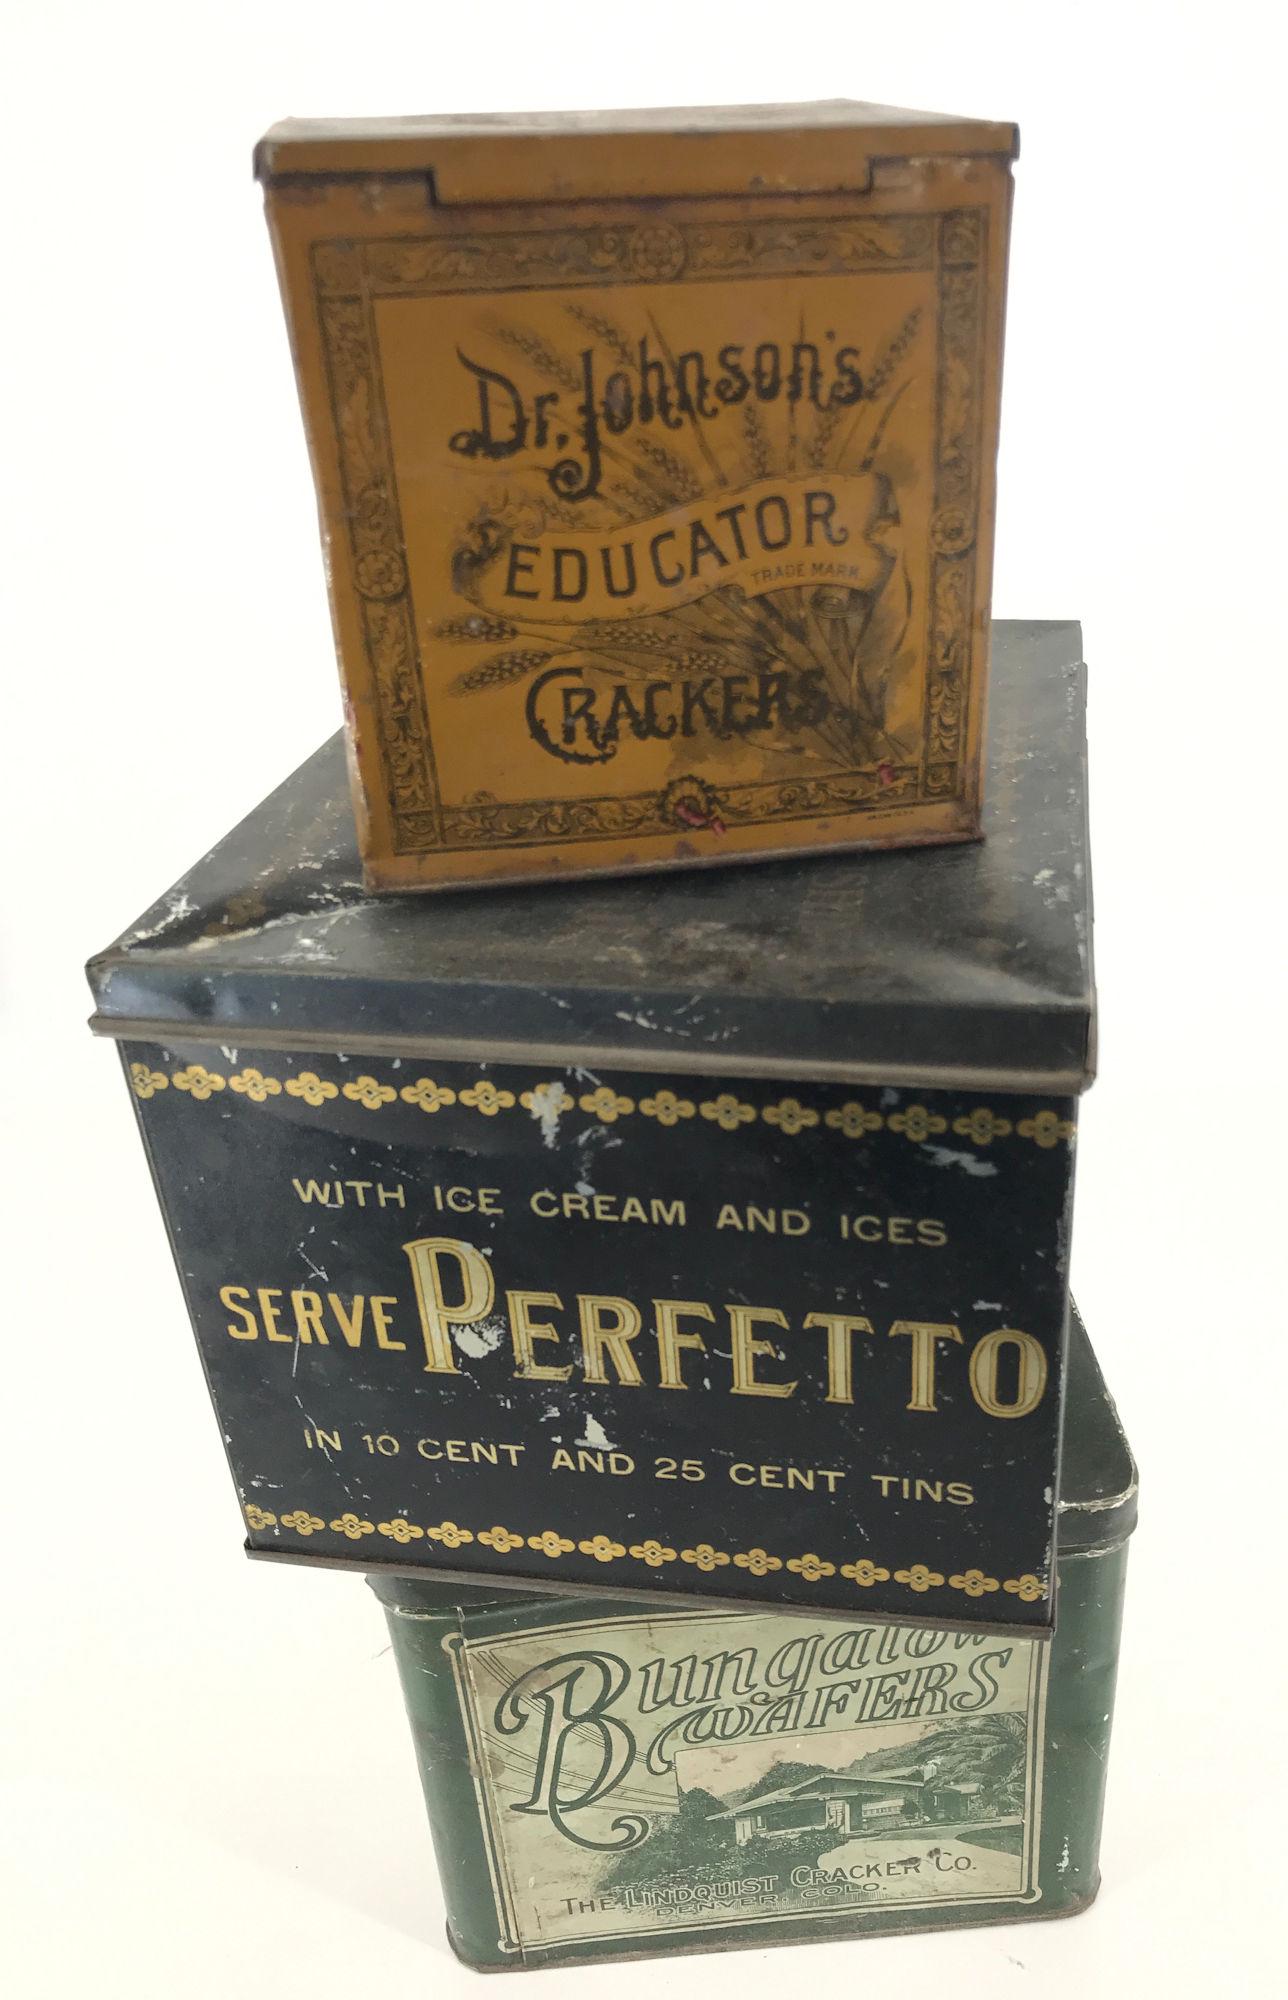 Dr. Johnson's
EDUCATOR
TRADE MARK.
CRACKERS.
WITH ICE CREAM AND ICES
SERVE PERFETTO
IN 10 CENT AND 25 CENT TINS
Bungalow
WAFERS
THE LINDQUIST CRACKER CO.
DENVER, COLO.